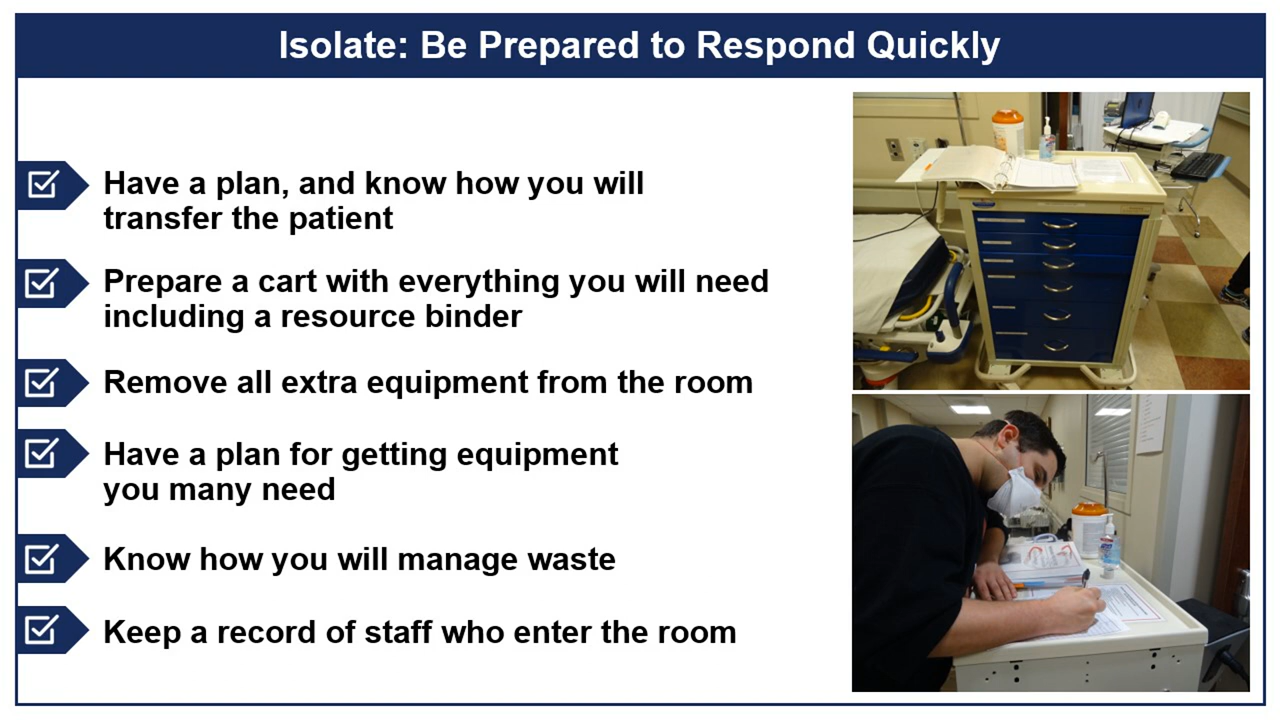 Isolate: Be Prepared to Respond Quickly
Have a plan, and know how you will
transfer the patient
Prepare a cart with everything you will need
including a resource binder
Remove all extra equipment from the room
Have a plan for getting equipment
you many need
Know how you will manage waste
Keep a record of staff who enter the room